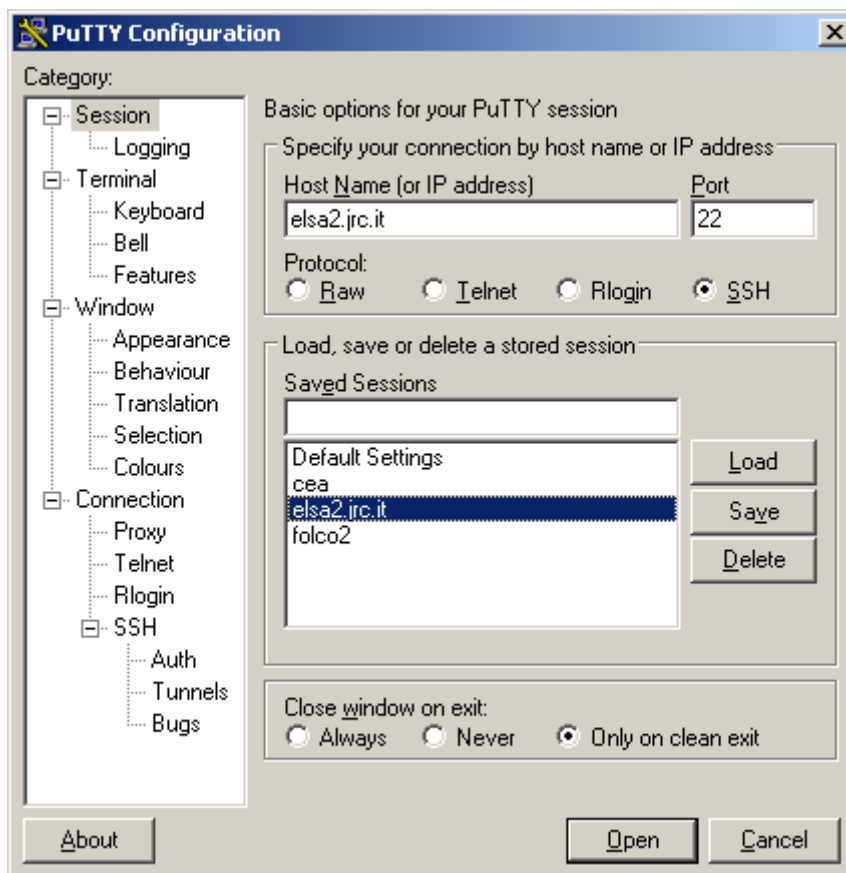 PuTTY Configuration
Category:
Session
Logging
Terminal
Keyboard
Bell
Features
Window
Appearance
Behaviour
Translation
Selection
Colours
Connection
Proxy
Telnet
Rlogin
SSH
Auth
Tunnels
Bugs
Basic options for your PuTTY session
Specify your connection by host name or IP address
Host Name (or IP address) Port
elsa2.jrc.it 22
Protocol:
Raw Telnet Rlogin SSH
Load, save or delete a stored session
Saved Sessions
Default Settings
cea
elsa2.jrc.it
folco2
Load
Save
Delete
Close window on exit:
Always Never Only on clean exit
About Open Cancel